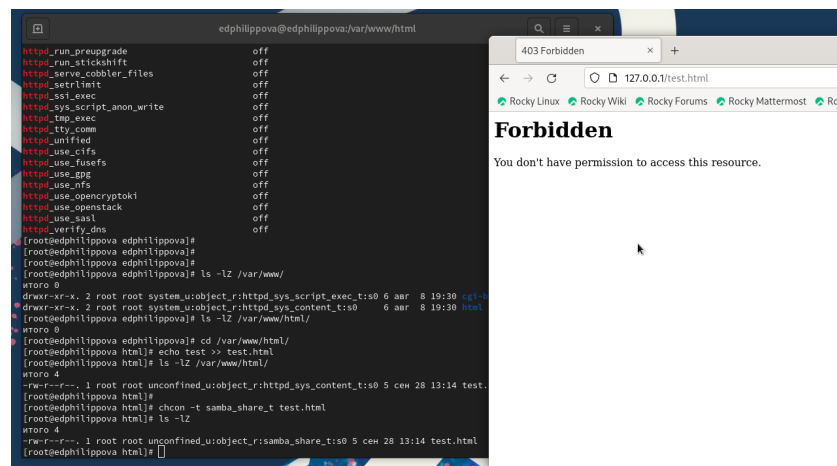 edphilippova@edphilippova:/var/www/html
httpd_run_preupgrade off
httpd_run_stickshift off
httpd_serve_cobbler_files off
httpd_setrlimit off
httpd_ssi_exec off
httpd_sys_script_anon_write off
httpd_tmp_exec off
httpd_tty_comm off
httpd_unified off
httpd_use_cifs off
httpd_use_fusefs off
httpd_use_gpg off
httpd_use_nfs off
httpd_use_opencryptoki off
httpd_use_openstack off
httpd_use_sasl off
httpd_verify_dns off
[root@edphilippova edphilippova]#
[root@edphilippova edphilippova]#
[root@edphilippova edphilippova]#
[root@edphilippova edphilippova]# ls -lZ /var/www/
итого 0
drwxr-xr-x. 2 root root system_u:object_r:httpd_sys_script_exec_t:s0 6 авг 8 19:30 cgi-b
drwxr-xr-x. 2 root root system_u:object_r:httpd_sys_content_t:s0 6 авг 8 19:30 html
[root@edphilippova edphilippova]# ls -lZ /var/www/html/
итого 0
[root@edphilippova edphilippova]# cd /var/www/html/
[root@edphilippova html]# echo test >> test.html
[root@edphilippova html]# ls -lZ /var/www/html/
итого 4
-rw-r--r--. 1 root root unconfined_u:object_r:httpd_sys_content_t:s0 5 сен 28 13:14 test.
[root@edphilippova html]#
[root@edphilippova html]# chcon -t samba_share_t test.html
[root@edphilippova html]# ls -lZ
итого 4
-rw-r--r--. 1 root root unconfined_u:object_r:samba_share_t:s0 5 сен 28 13:14 test.html
[root@edphilippova html]#
403 Forbidden
127.0.0.1/test.html
Rocky Linux Rocky Wiki Rocky Forums Rocky Mattermost Ro
Forbidden
You don't have permission to access this resource.